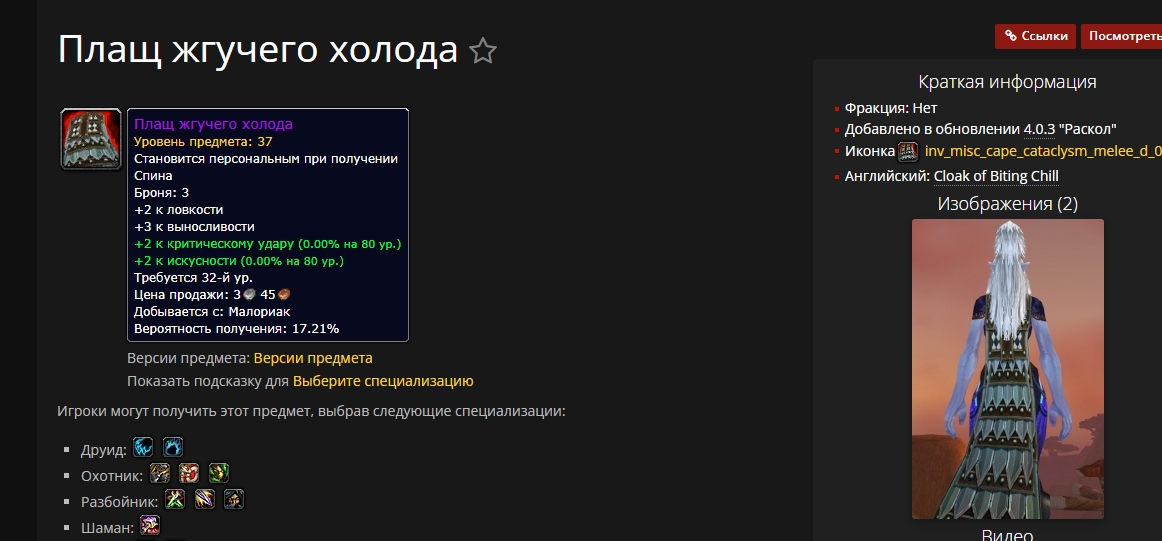 Плащ жгучего холода
Плащ жгучего холода
Уровень предмета: 37
Становится персональным при получении
Спина
Броня: 3
+2 к ловкости
+3 к выносливости
+2 к критическому удару (0.00% на 80 ур.)
+2 к искусности (0.00% на 80 ур.)
Требуется 32-й ур.
Цена продажи: 3 45
Добывается с: Малориак
Вероятность получения: 17.21%
Версии предмета: Версии предмета
Показать подсказку для Выберите специализацию
Игроки могут получить этот предмет, выбрав следующие специализации:
Друид:
Охотник:
Разбойник:
Шаман:
Ссылки
Посмотреть
Краткая информация
Фракция: Нет
Добавлено в обновлении 4.0.3 "Раскол"
Иконка inv_misc_cape_cataclysm_melee_d_0
Английский: Cloak of Biting Chill
Изображения (2)
Видео